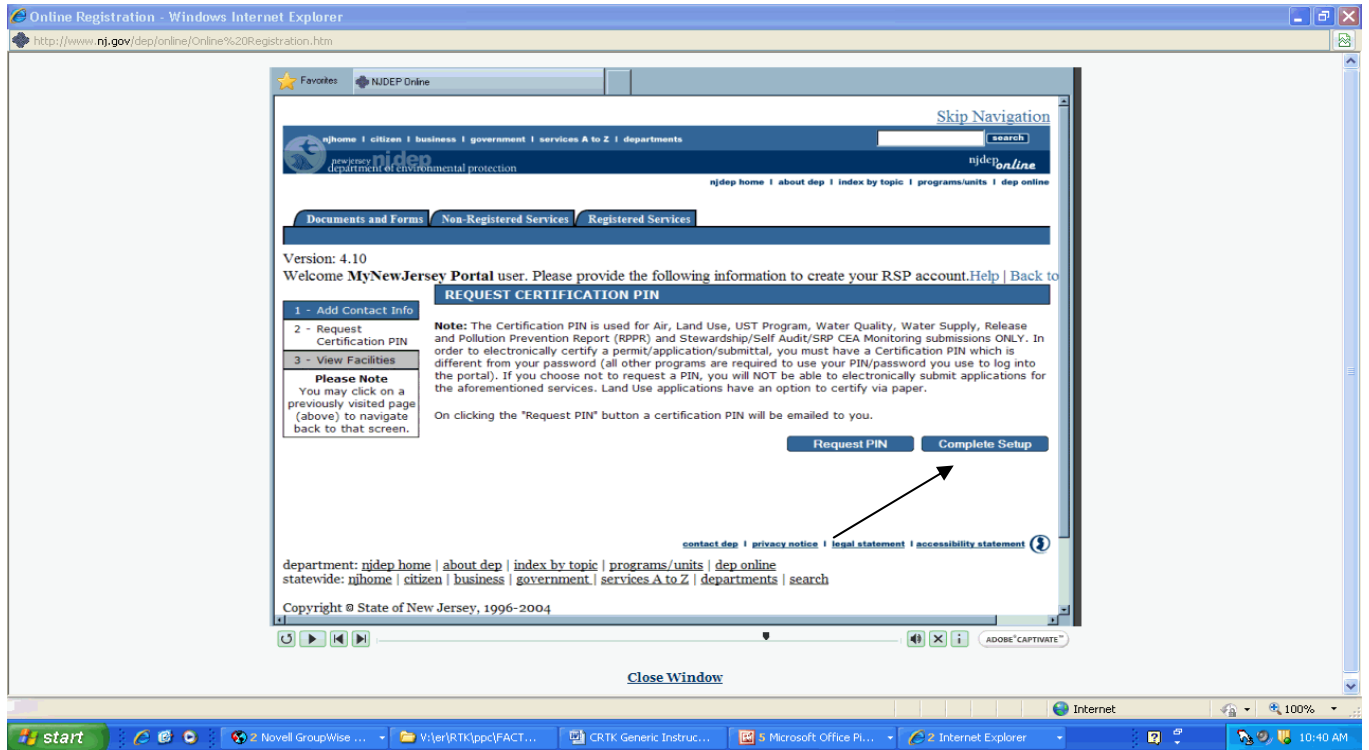 Online Registration - Windows Internet Explorer
http://www.nj.gov/dep/online/Online%20Registration.htm
Favorites NJDEP Online
Skip Navigation
njhome | citizen | business | government | services A to Z | departments
search
newjersey njdep
department of environmental protection
njdeponline
njdep home | about dep | index by topic | programs/units | dep online
Documents and Forms Non-Registered Services Registered Services
Version: 4.10
Welcome MyNewJersey Portal user. Please provide the following information to create your RSP account.Help | Back to
1 - Add Contact Info
2 - Request
Certification PIN
3 - View Facilities
Please Note
You may click on a
previously visited page
(above) to navigate
back to that screen.
REQUEST CERTIFICATION PIN
Note: The Certification PIN is used for Air, Land Use, UST Program, Water Quality, Water Supply, Release
and Pollution Prevention Report (RPPR) and Stewardship/Self Audit/SRP CEA Monitoring submissions ONLY. In
order to electronically certify a permit/application/submittal, you must have a Certification PIN which is
different from your password (all other programs are required to use your PIN/password you use to log into
the portal). If you choose not to request a PIN, you will NOT be able to electronically submit applications for
the aforementioned services. Land Use applications have an option to certify via paper.
On clicking the "Request PIN" button a certification PIN will be emailed to you.
Request PIN Complete Setup
contact dep | privacy notice | legal statement | accessibility statement
department: njdep home | about dep | index by topic | programs/units | dep online
statewide: njhome | citizen | business | government | services A to Z | departments | search
Copyright © State of New Jersey, 1996-2004
ADOBE® CAPTIVATE™
Close Window
Internet 100%
start 2 Novell GroupWise ... V:\er\RTK\ppc\FACT... CRTK Generic Instruc... 5 Microsoft Office Pi... 2 Internet Explorer 10:40 AM